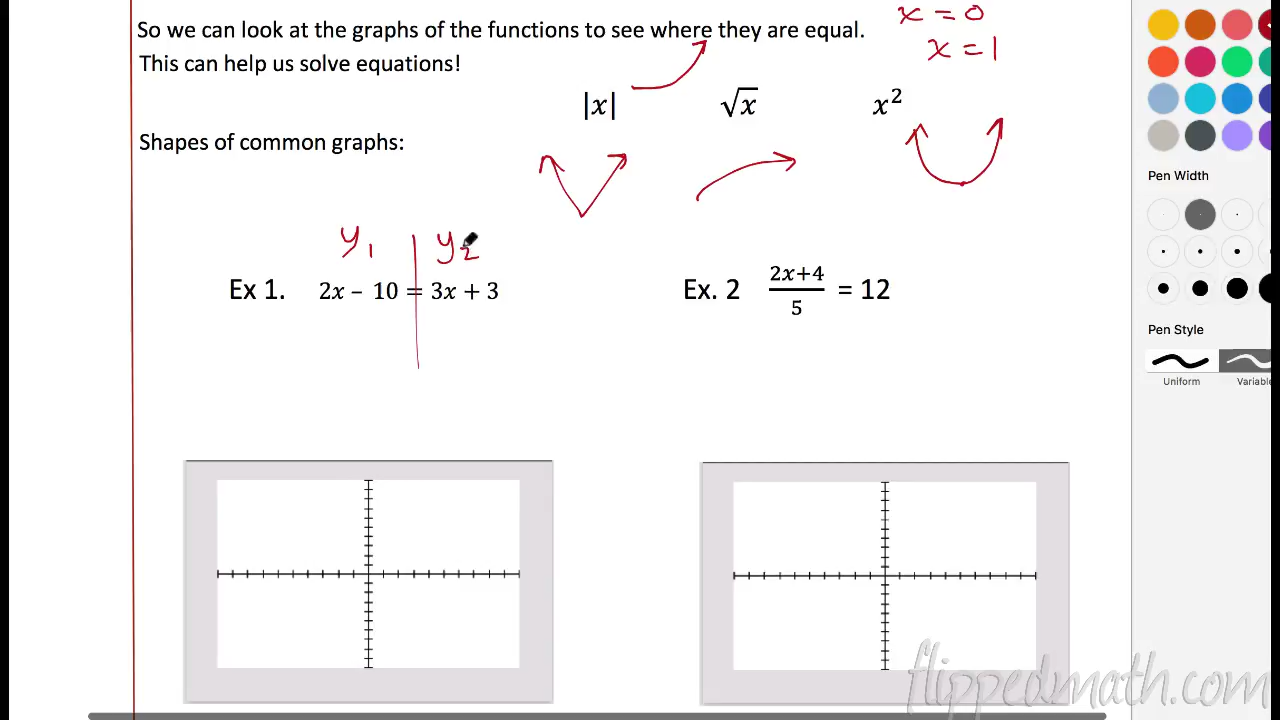 So we can look at the graphs of the functions to see where they are equal.
x = 0
This can help us solve equations!
x = 1
|x|
√x
x²
Shapes of common graphs:
y₁ y₂
Ex 1. 2x – 10 = 3x + 3
Ex. 2 (2x+4)/5 = 12
Pen Width
Pen Style
Uniform
Variabl
flippedmath.com